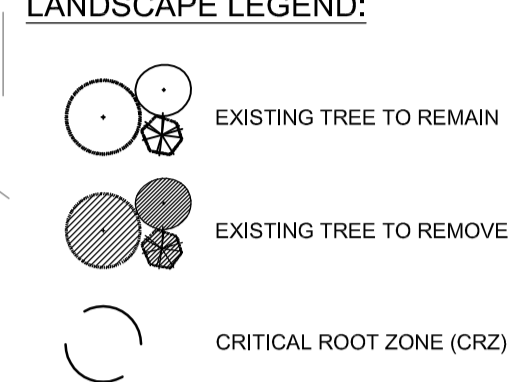 LANDSCAPE LEGEND:
EXISTING TREE TO REMAIN
EXISTING TREE TO REMOVE
CRITICAL ROOT ZONE (CRZ)